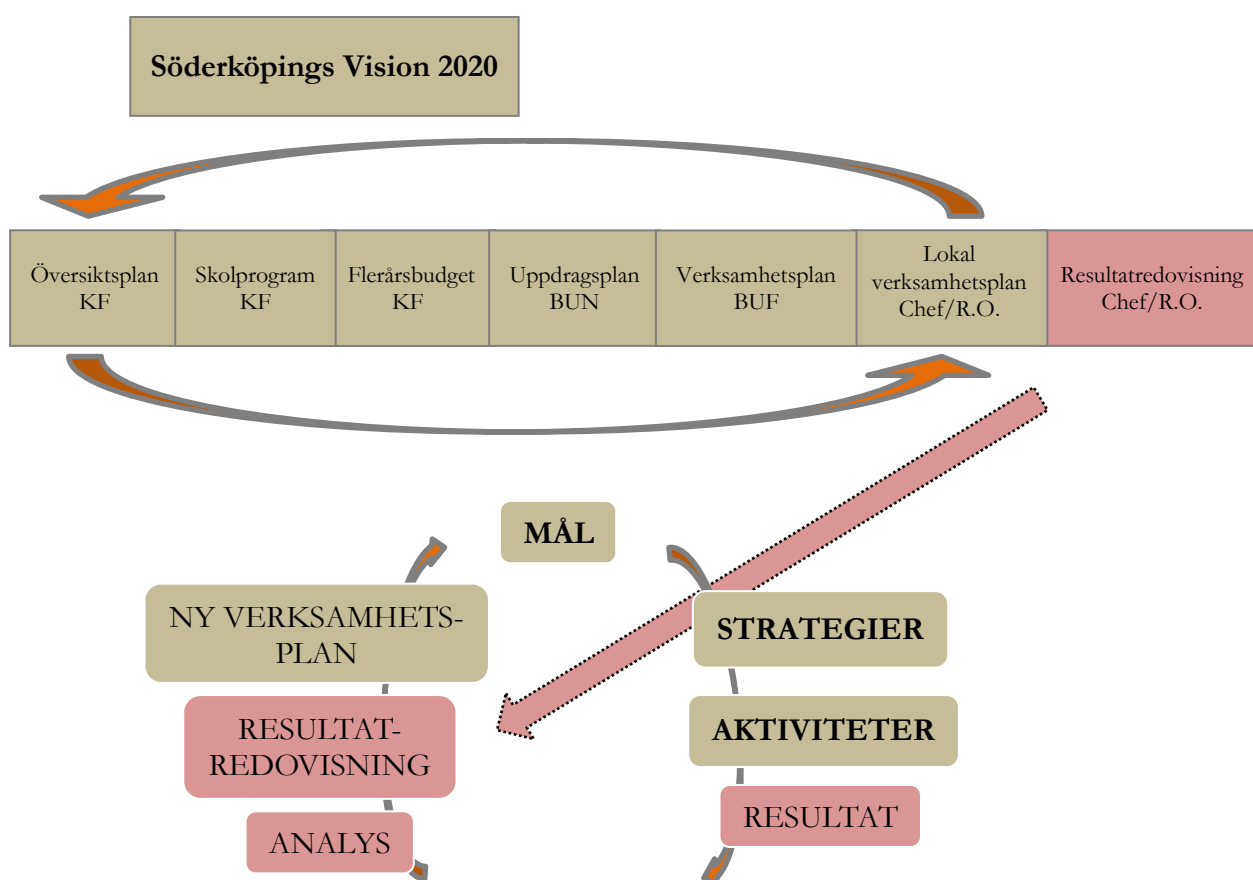 Söderköpings Vision 2020
Översiktsplan
KF
Skolprogram
KF
Flerårsbudget
KF
Uppdragsplan
BUN
Verksamhetsplan
BUF
Lokal
verksamhetsplan
Chef/R.O.
Resultatredovisning
Chef/R.O.
MÅL
NY VERKSAMHETS-
PLAN
STRATEGIER
RESULTAT-
REDOVISNING
AKTIVITETER
ANALYS
RESULTAT